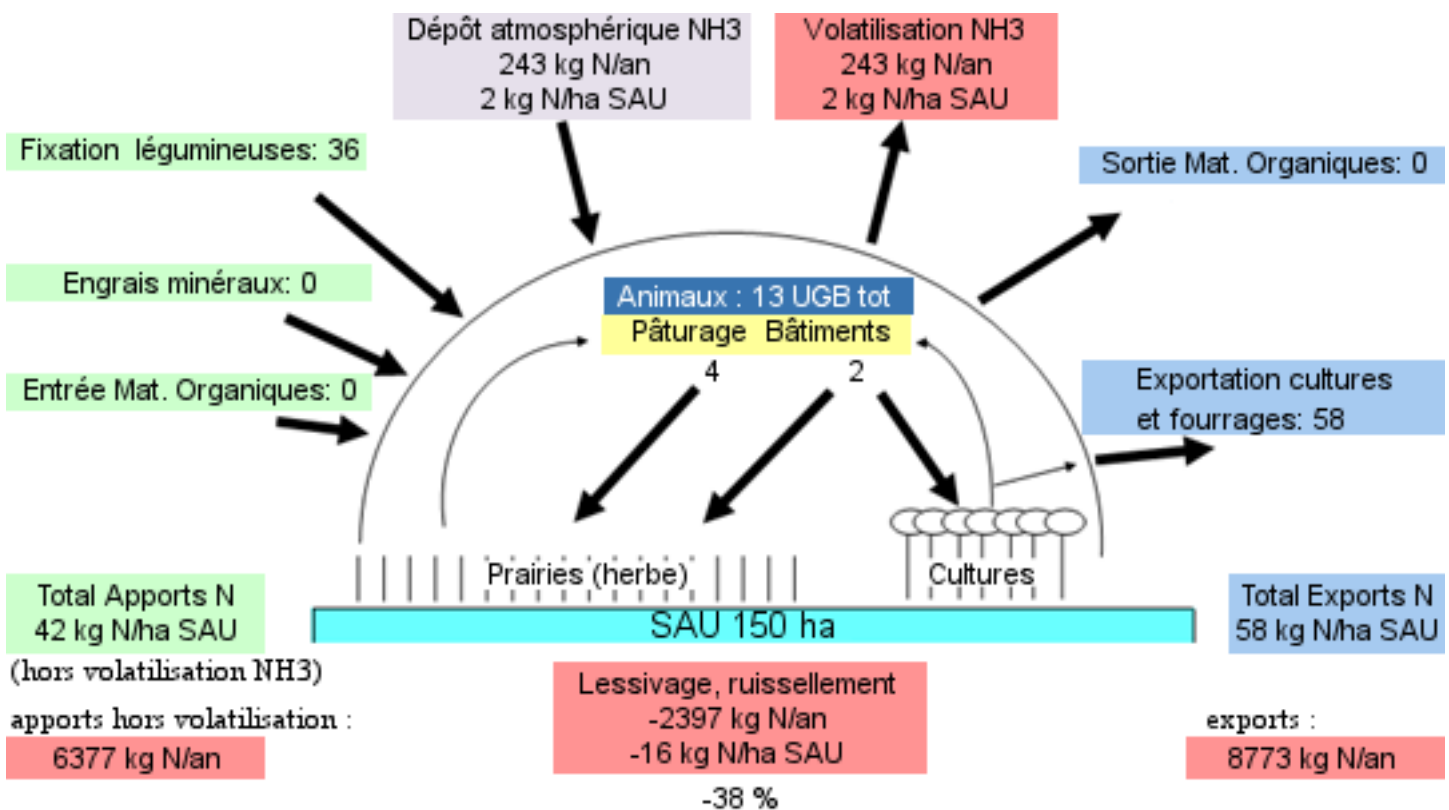 Dépôt atmosphérique NH3
243 kg N/an
2 kg N/ha SAU
Volatilisation NH3
243 kg N/an
2 kg N/ha SAU
Fixation légumineuses: 36
Sortie Mat. Organiques: 0
Engrais minéraux: 0
Animaux : 13 UGB tot
Pâturage Bâtiments
4 2
Entrée Mat. Organiques: 0
Exportation cultures
et fourrages: 58
Prairies (herbe)
Cultures
Total Apports N
42 kg N/ha SAU
(hors volatilisation NH3)
SAU 150 ha
Total Exports N
58 kg N/ha SAU
apports hors volatilisation :
6377 kg N/an
Lessivage, ruissellement
-2397 kg N/an
-16 kg N/ha SAU
-38 %
exports :
8773 kg N/an